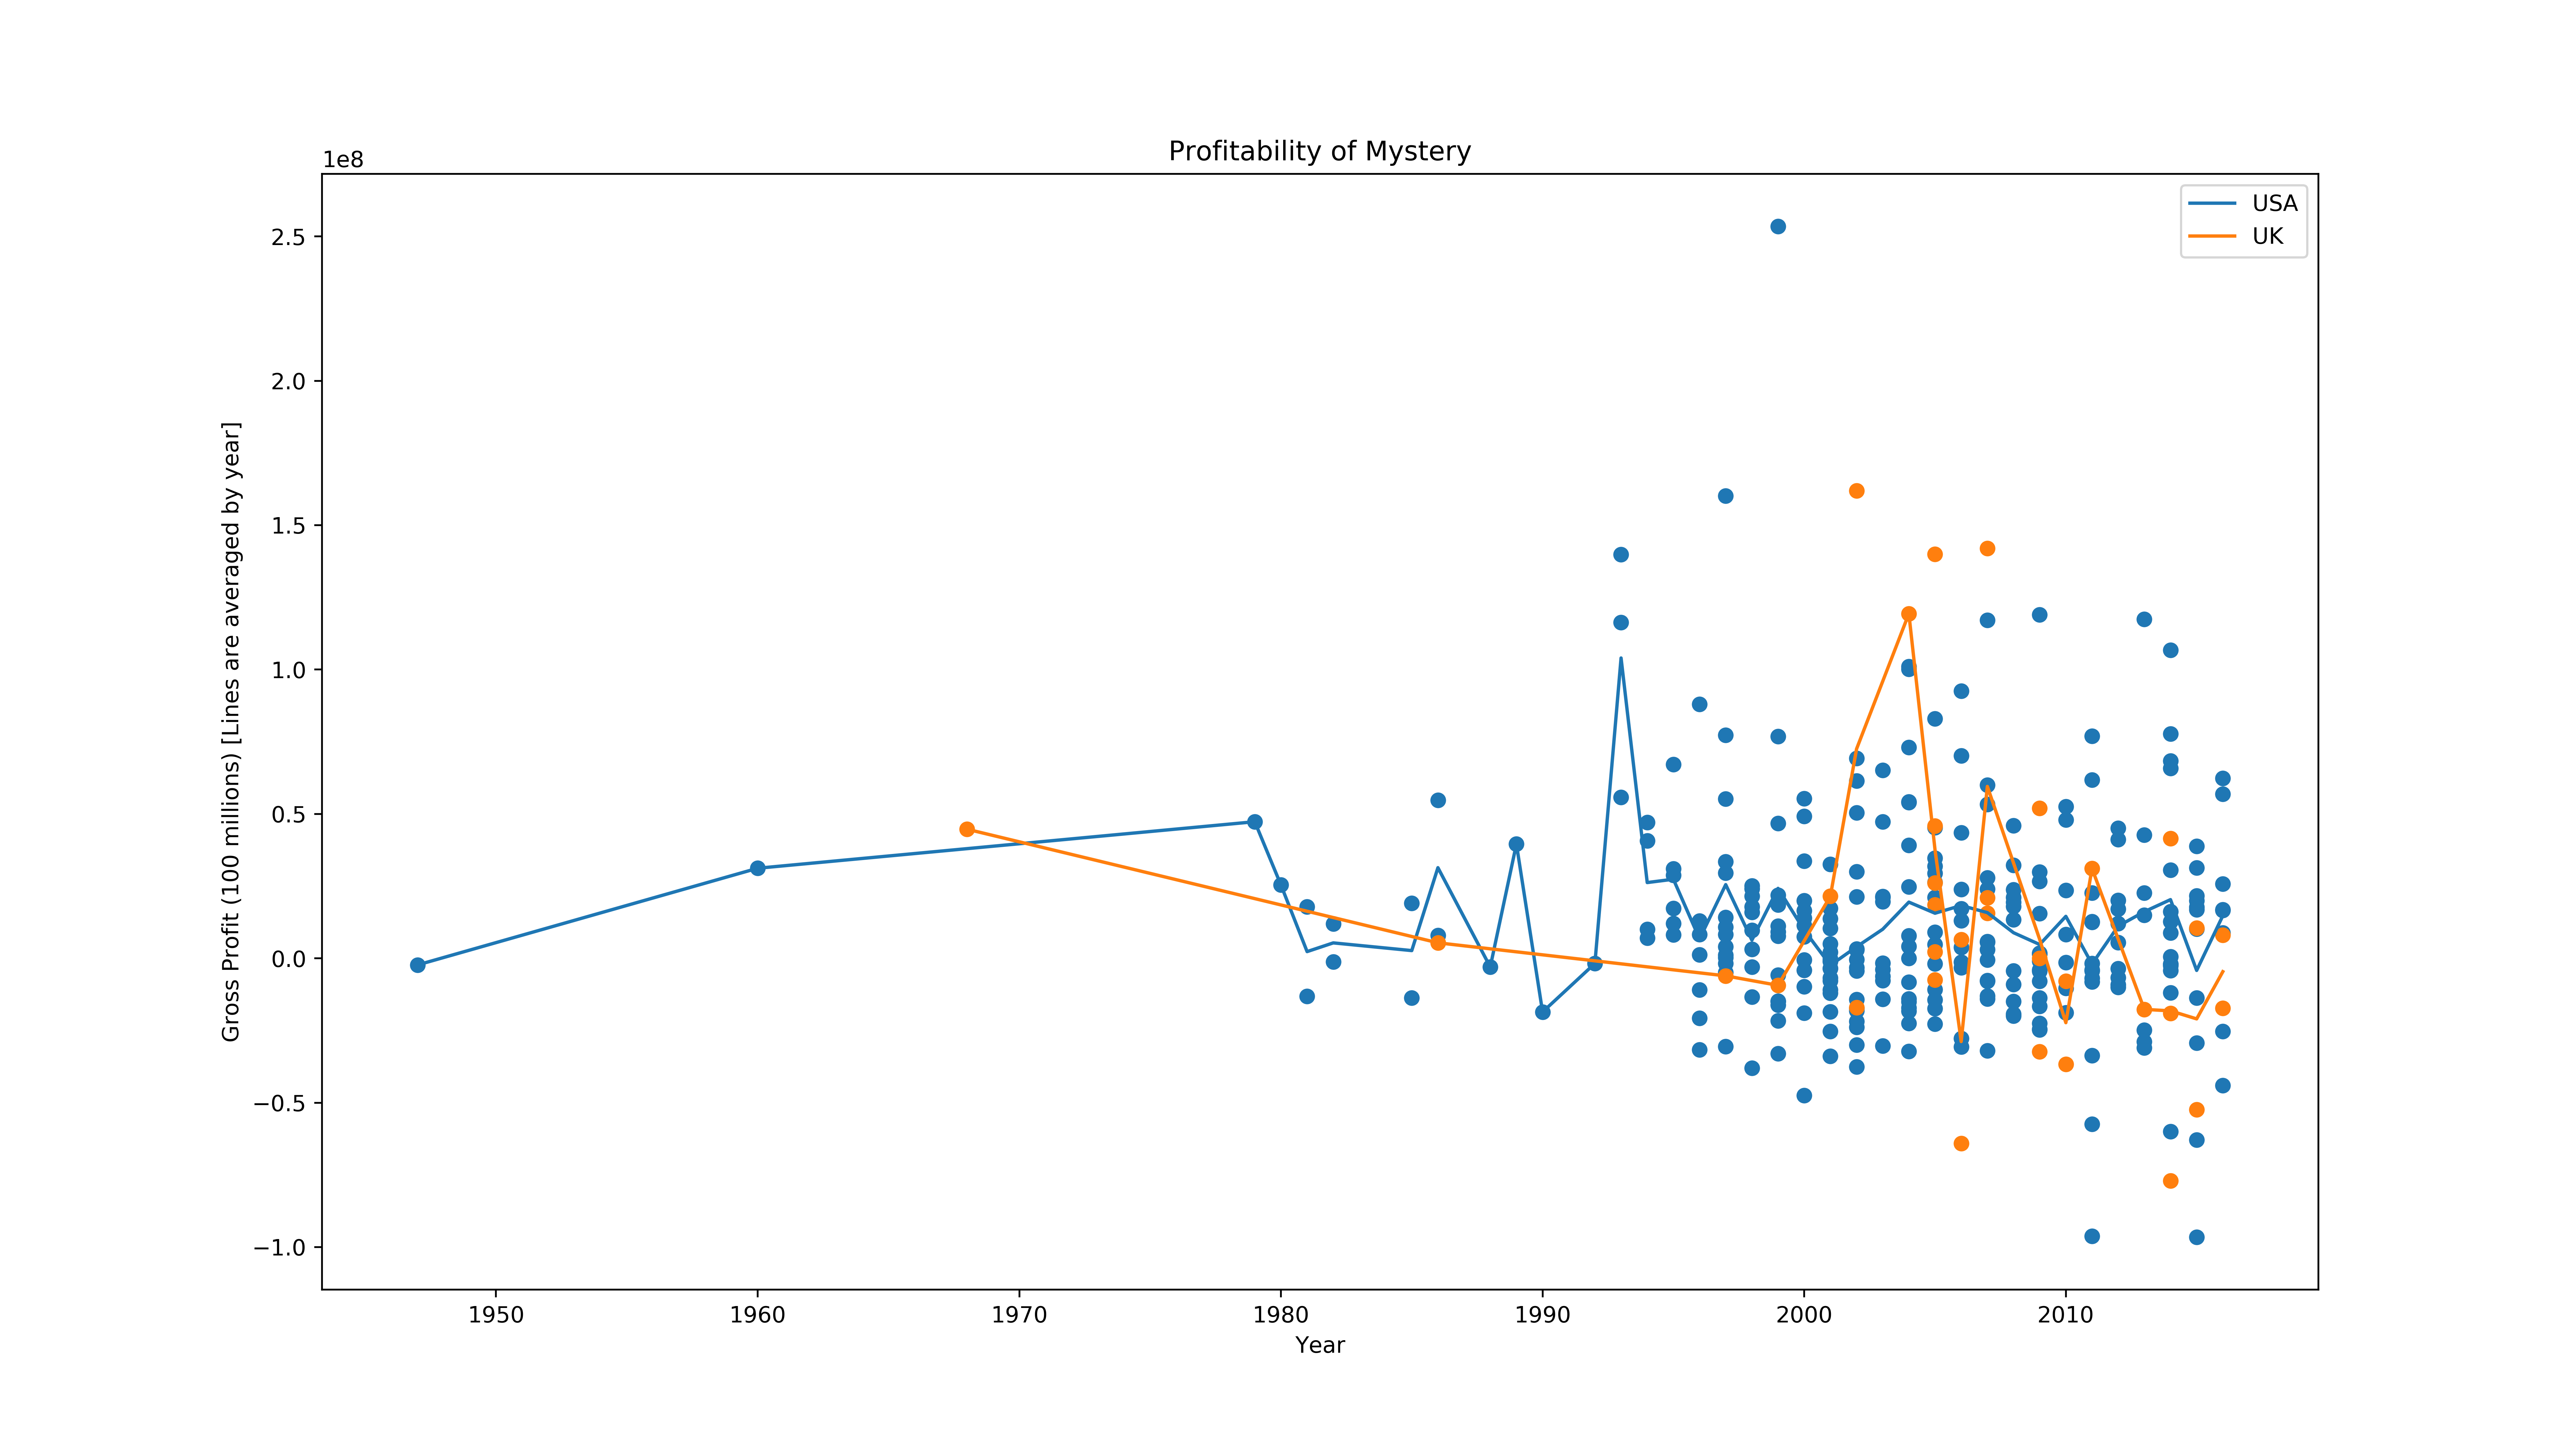 Profitability of Mystery
1e8
USA
UK
2.5
2.0
1.5
1.0
0.5
0.0
−0.5
−1.0
Gross Profit (100 millions) [Lines are averaged by year]
1950 1960 1970 1980 1990 2000 2010
Year